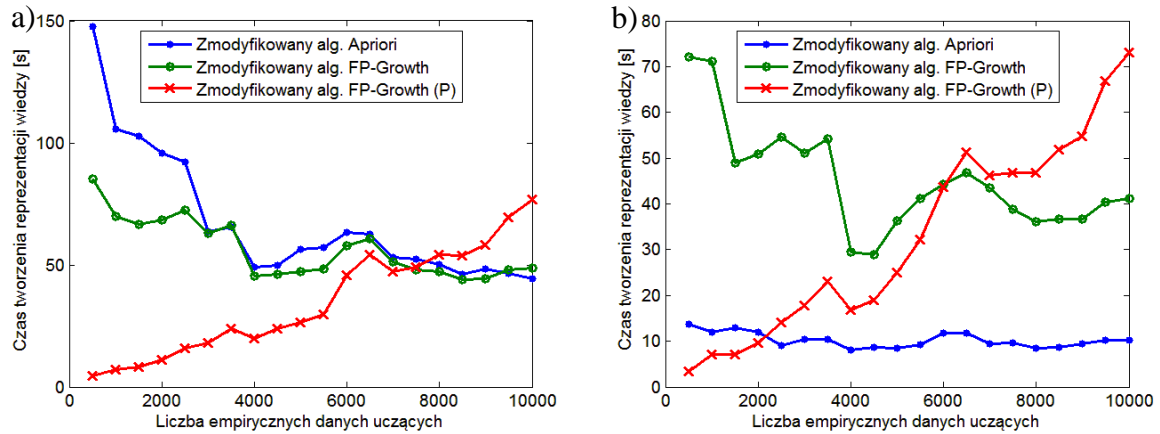 a)
150
100
50
0
Czas tworzenia reprezentacji wiedzy [s]
Zmodyfikowany alg. Apriori
Zmodyfikowany alg. FP-Growth
Zmodyfikowany alg. FP-Growth (P)
0 2000 4000 6000 8000 10000
Liczba empirycznych danych uczących
b)
80
70
60
50
40
30
20
10
0
Czas tworzenia reprezentacji wiedzy [s]
Zmodyfikowany alg. Apriori
Zmodyfikowany alg. FP-Growth
Zmodyfikowany alg. FP-Growth (P)
0 2000 4000 6000 8000 10000
Liczba empirycznych danych uczących